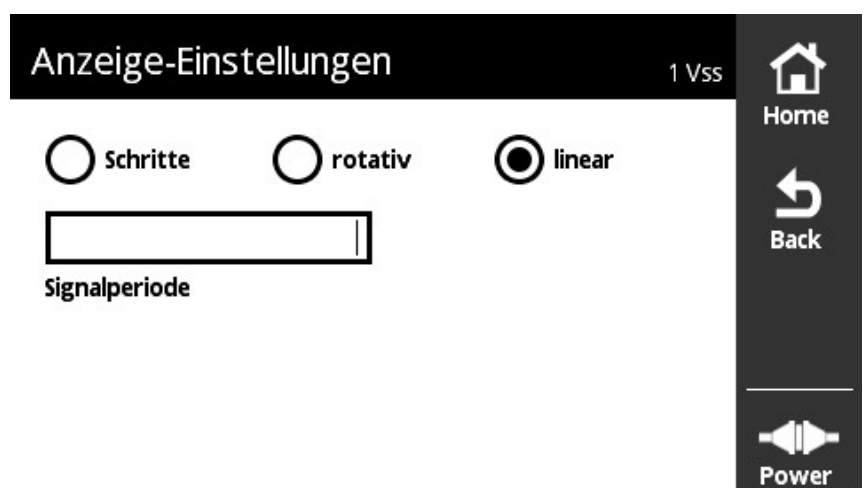 Anzeige-Einstellungen
1 Vss
Home
Schritte
rotativ
linear
Back
Signalperiode
Power